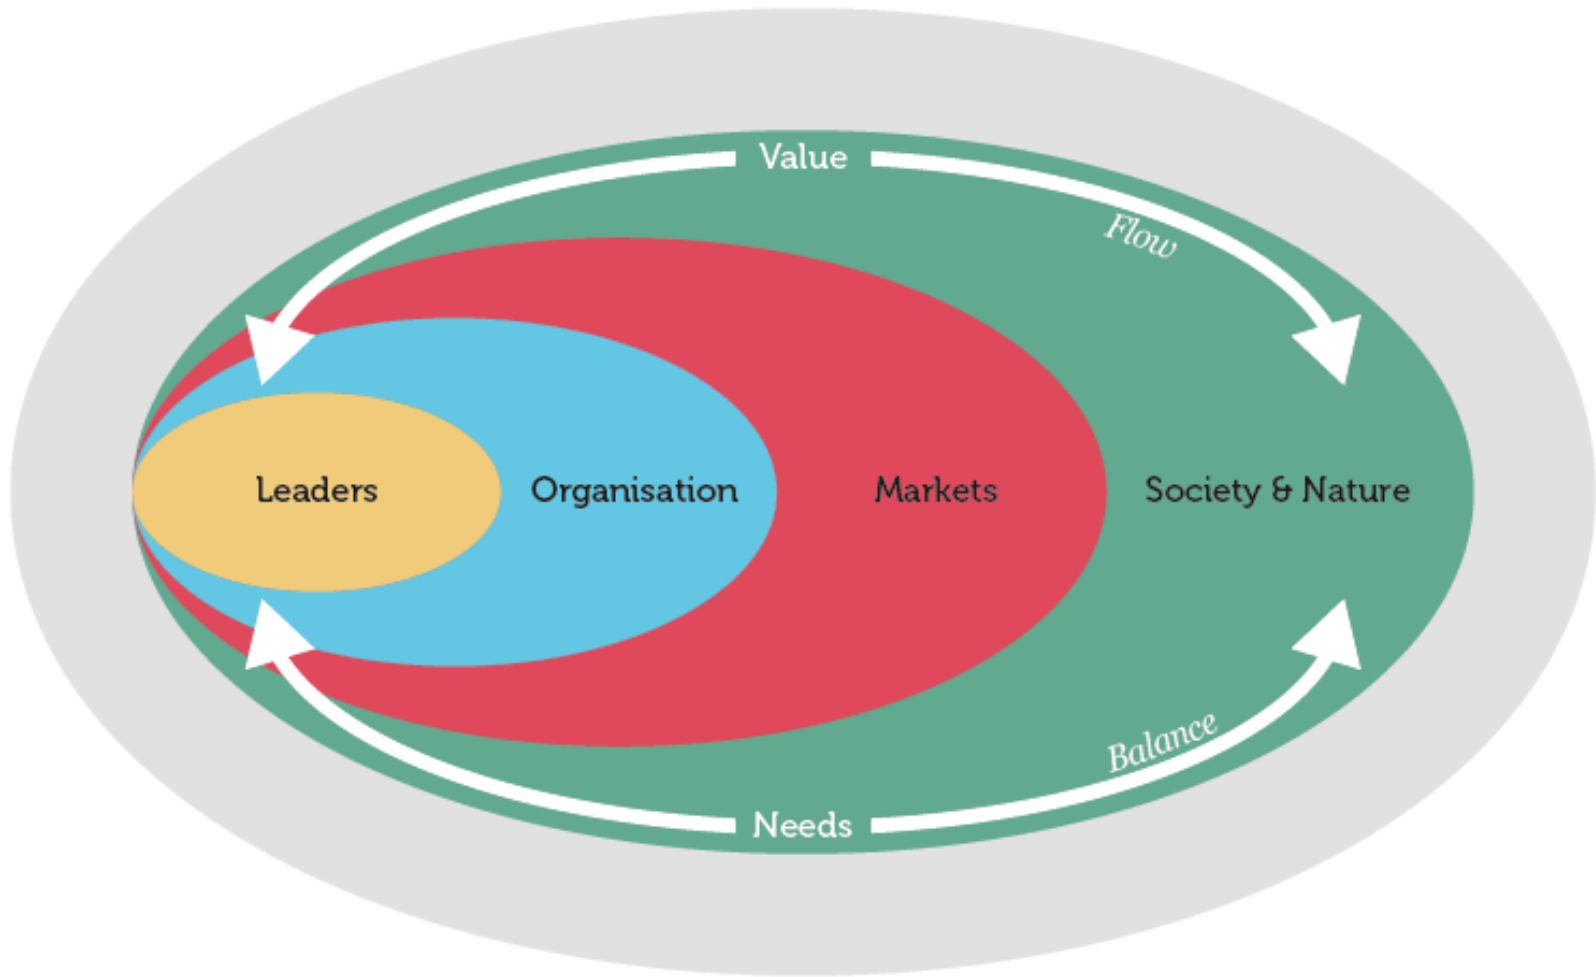 Value
Flow
Leaders
Organisation
Markets
Society & Nature
Balance
Needs